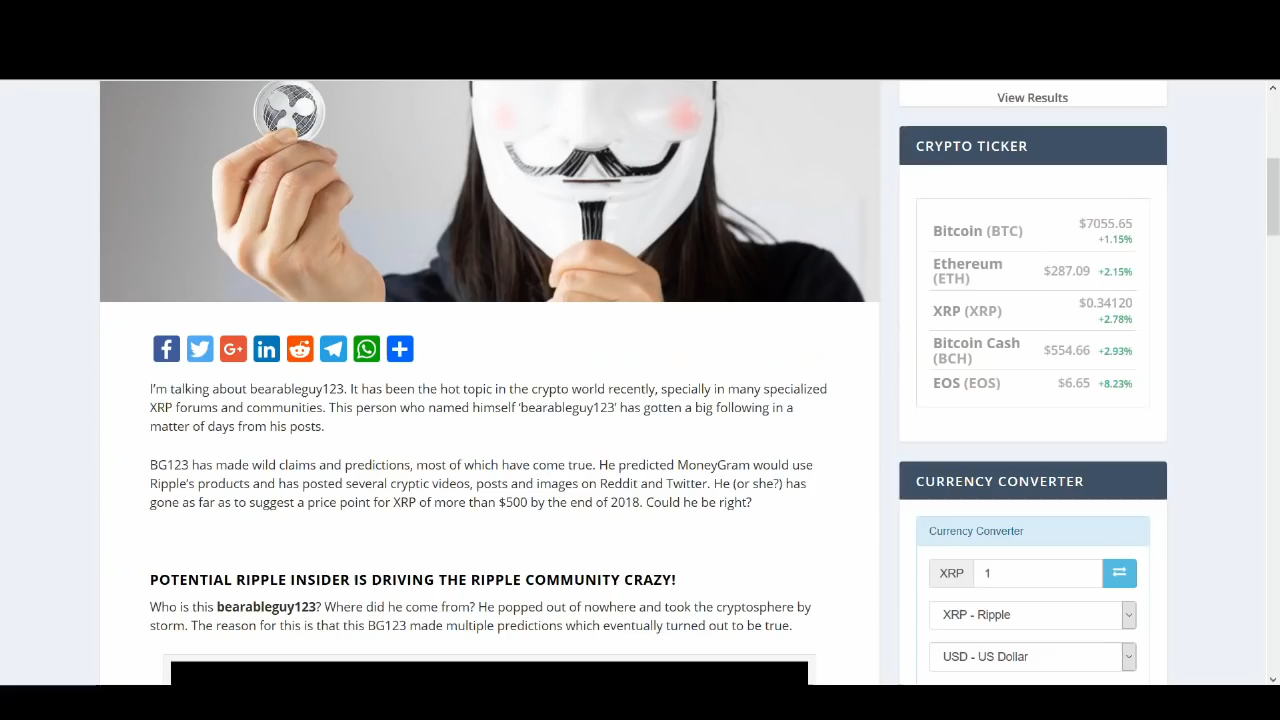 View Results
CRYPTO TICKER
Bitcoin (BTC)
$7055.65
+1.15%
Ethereum
(ETH)
$287.09 +2.15%
XRP (XRP)
$0.34120
+2.78%
Bitcoin Cash
(BCH)
$554.66 +2.93%
EOS (EOS)
$6.65 +8.23%
I'm talking about bearableguy123. It has been the hot topic in the crypto world recently, specially in many specialized
XRP forums and communities. This person who named himself 'bearableguy123' has gotten a big following in a
matter of days from his posts.
BG123 has made wild claims and predictions, most of which have come true. He predicted MoneyGram would use
Ripple's products and has posted several cryptic videos, posts and images on Reddit and Twitter. He (or she?) has
gone as far as to suggest a price point for XRP of more than $500 by the end of 2018. Could he be right?
POTENTIAL RIPPLE INSIDER IS DRIVING THE RIPPLE COMMUNITY CRAZY!
Who is this bearableguy123? Where did he come from? He popped out of nowhere and took the cryptosphere by
storm. The reason for this is that this BG123 made multiple predictions which eventually turned out to be true.
CURRENCY CONVERTER
Currency Converter
XRP 1
XRP - Ripple
USD - US Dollar